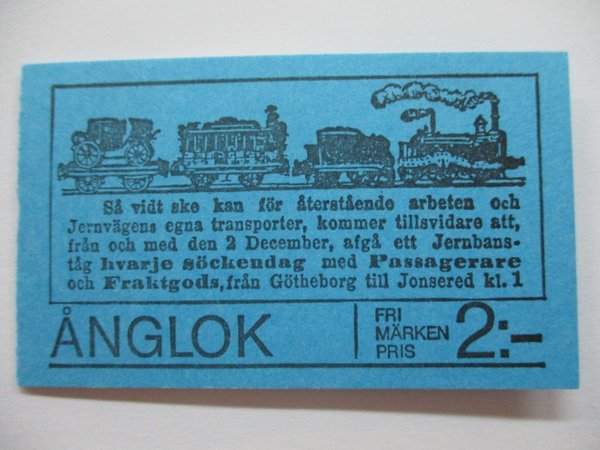 Så vidt ske kan för återstående arbeten och
Jernvägens egna transporter, kommer tillsvidare att,
från och med den 2 December, afgå ett Jernbans-
tåg hvarje söckendag med Passagerare
och Fraktgods, från Götheborg till Jonsered kl. 1
ÅNGLOK
FRI
MÄRKEN
PRIS
2:-